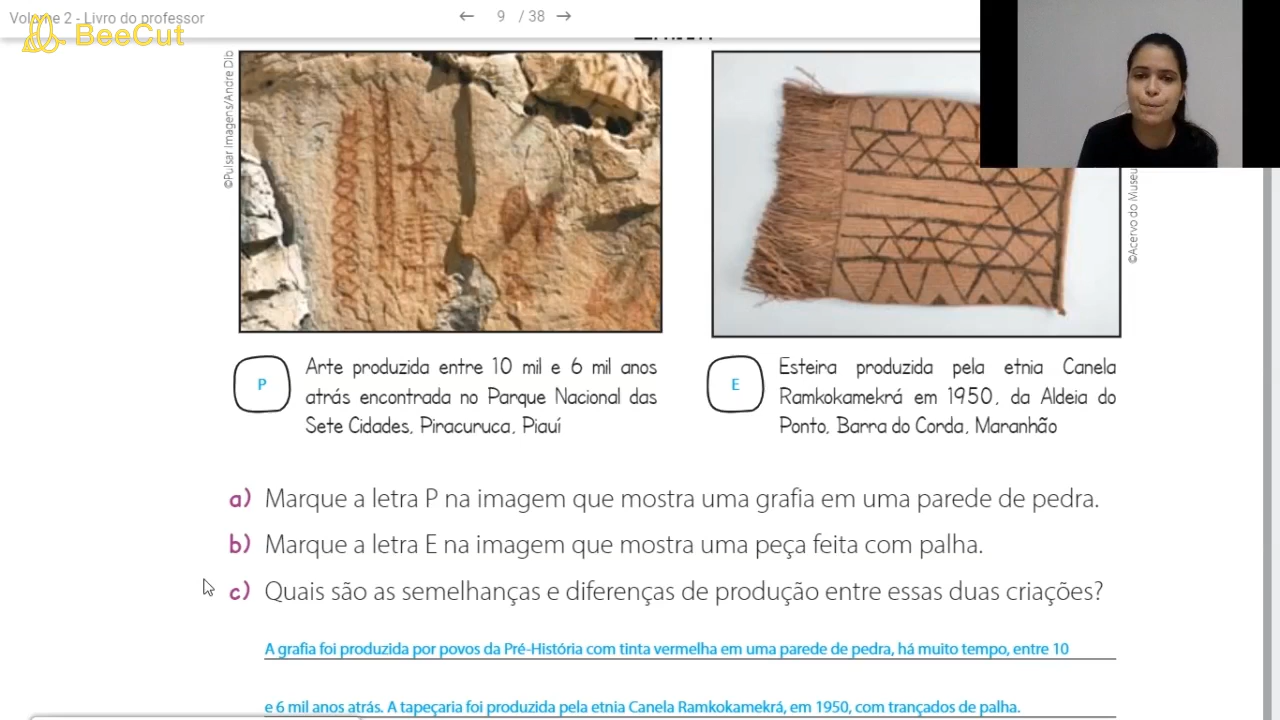 Volume 2 - Livro do professor
9 / 38
BeeCut
©Pulsar Imagens/Andre Dib
©Acervo do Museu
P
Arte produzida entre 10 mil e 6 mil anos
atrás encontrada no Parque Nacional das
Sete Cidades, Piracuruca, Piauí
E
Esteira produzida pela etnia Canela
Ramkokamekrá em 1950, da Aldeia do
Ponto, Barra do Corda, Maranhão
a) Marque a letra P na imagem que mostra uma grafia em uma parede de pedra.
b) Marque a letra E na imagem que mostra uma peça feita com palha.
c) Quais são as semelhanças e diferenças de produção entre essas duas criações?
A grafia foi produzida por povos da Pré-História com tinta vermelha em uma parede de pedra, há muito tempo, entre 10
e 6 mil anos atrás. A tapeçaria foi produzida pela etnia Canela Ramkokamekrá, em 1950, com trançados de palha.